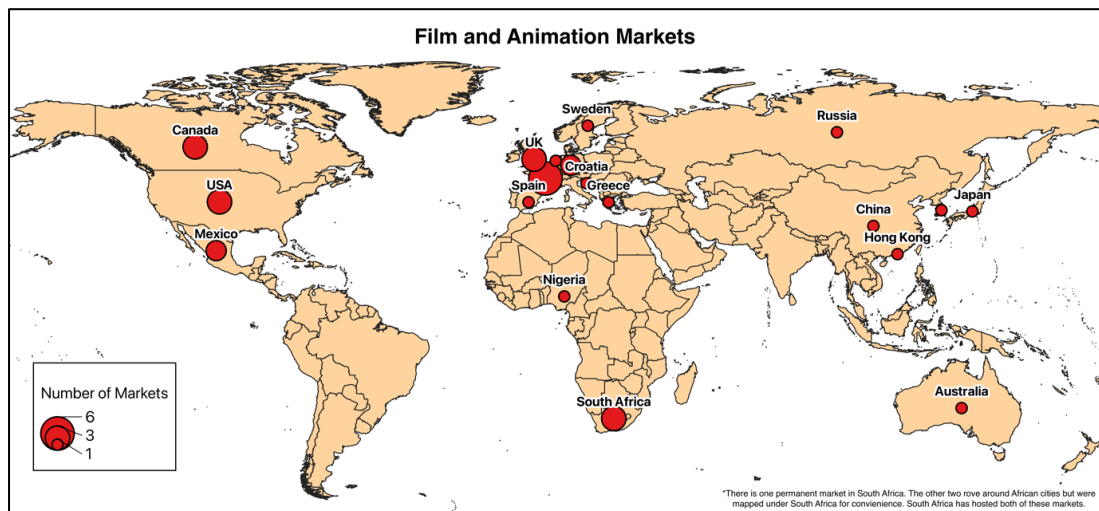 Film and Animation Markets
Sweden
Russia
Canada
UK
Croatia
USA
Spain
Greece
Japan
China
Mexico
Hong Kong
Nigeria
Number of Markets
6
3
1
South Africa
Australia
*There is one permanent market in South Africa. The other two rove around African cities but were
mapped under South Africa for convienience. South Africa has hosted both of these markets.